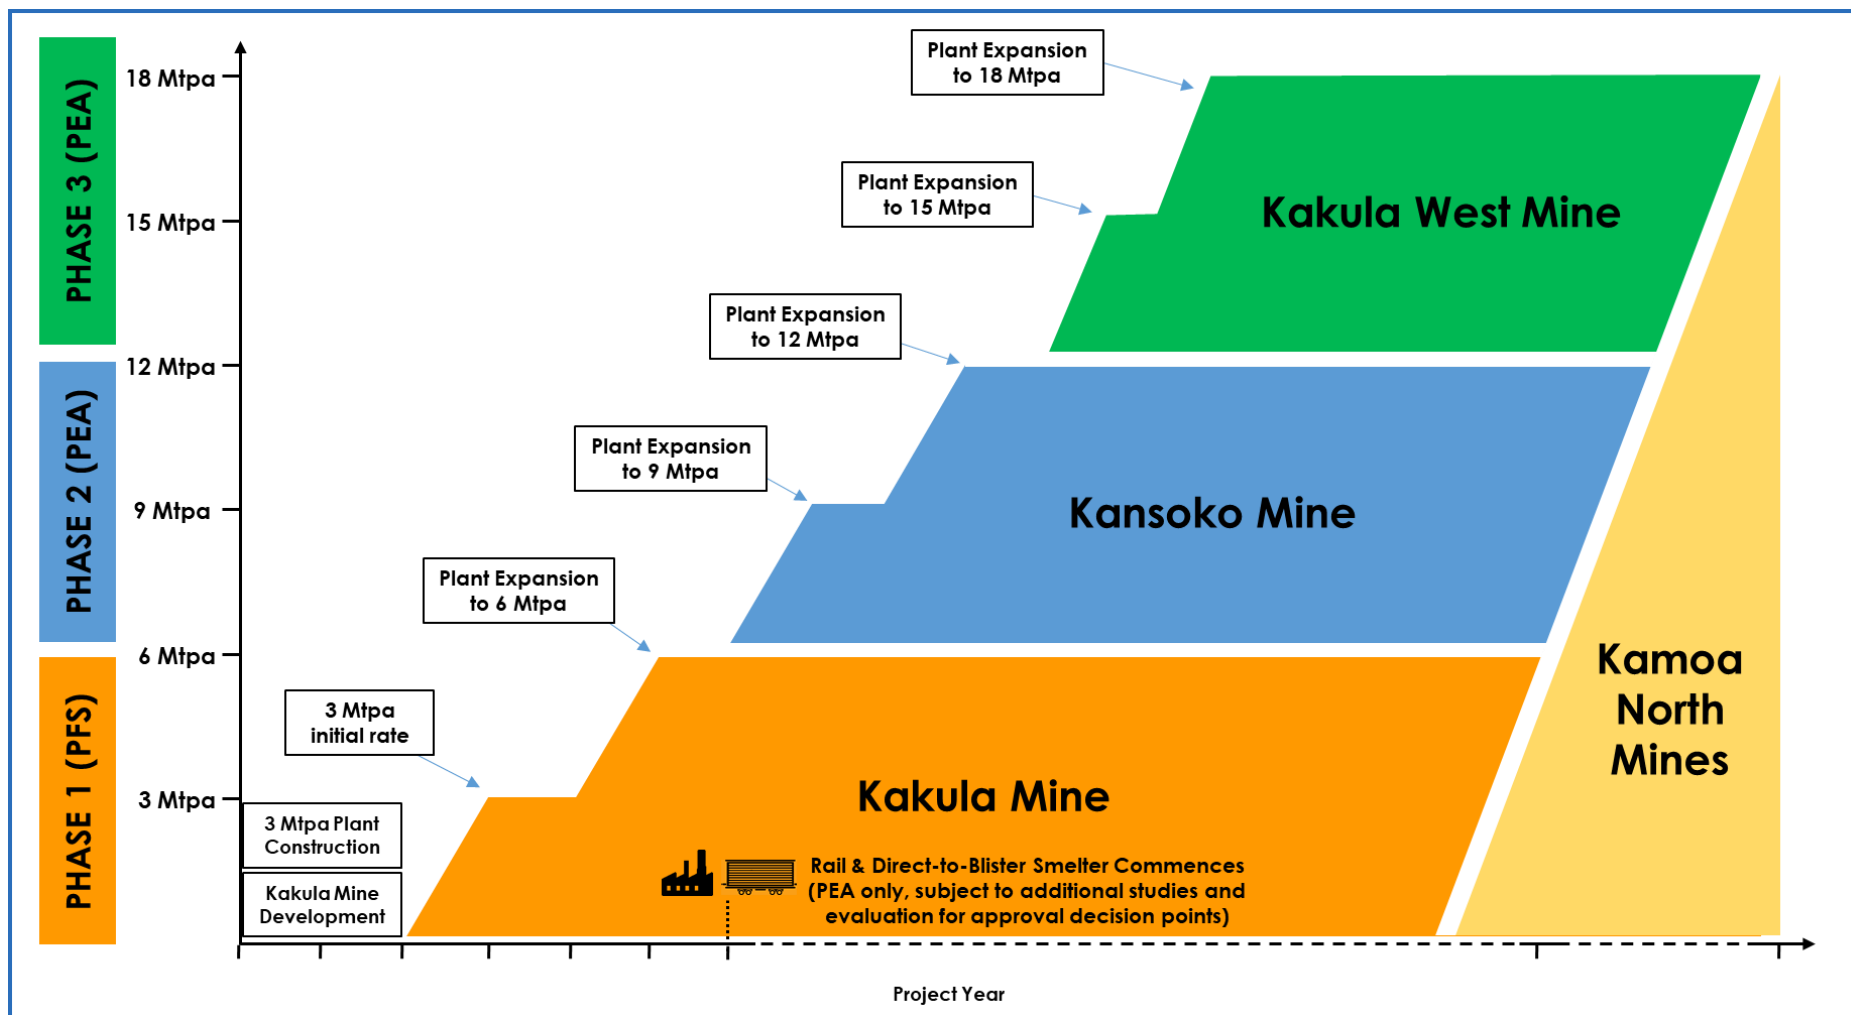 PHASE 3 (PEA)
PHASE 2 (PEA)
PHASE 1 (PFS)
18 Mtpa
15 Mtpa
12 Mtpa
9 Mtpa
6 Mtpa
3 Mtpa
Plant Expansion
to 18 Mtpa
Plant Expansion
to 15 Mtpa
Plant Expansion
to 12 Mtpa
Plant Expansion
to 9 Mtpa
Plant Expansion
to 6 Mtpa
3 Mtpa
initial rate
3 Mtpa Plant
Construction
Kakula Mine
Development
Kakula West Mine
Kansoko Mine
Kakula Mine
Kamoa
North
Mines
Rail & Direct-to-Blister Smelter Commences
(PEA only, subject to additional studies and
evaluation for approval decision points)
Project Year